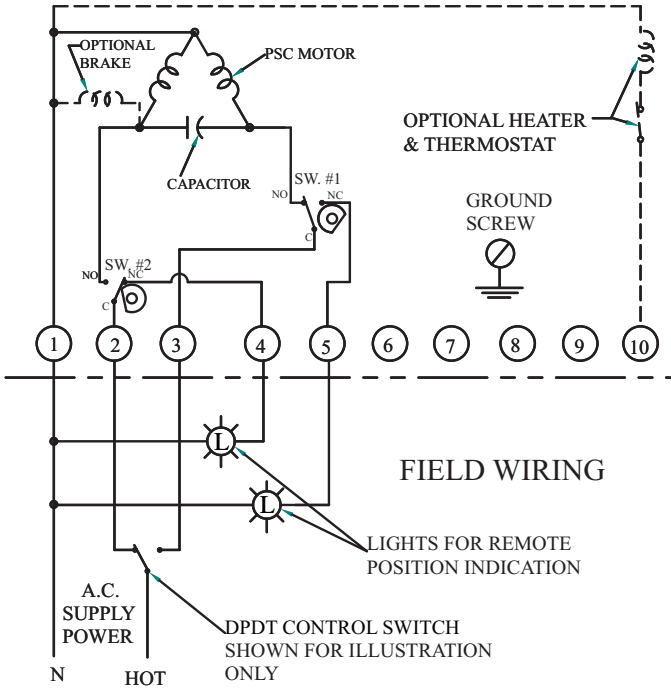 OPTIONAL
BRAKE
PSC MOTOR
CAPACITOR
OPTIONAL HEATER
& THERMOSTAT
SW. #1
NO
NC
C
GROUND
SCREW
SW. #2
NO
NC
C
1
2
3
4
5
6
7
8
9
10
L
FIELD WIRING
L
LIGHTS FOR REMOTE
POSITION INDICATION
A.C.
SUPPLY
POWER
DPDT CONTROL SWITCH
SHOWN FOR ILLUSTRATION
ONLY
N
HOT